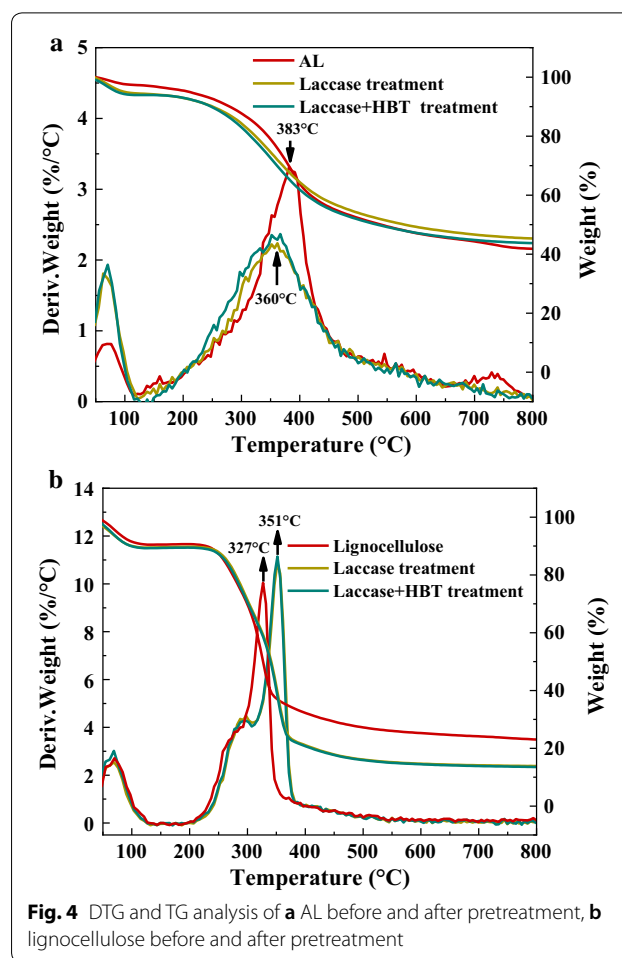 a
AL
Laccase treatment
Laccase+HBT treatment
383°C
360°C
5
4
3
2
1
0
100
80
60
40
20
0
Deriv.Weight (%/°C)
Weight (%)
100 200 300 400 500 600 700 800
Temperature (°C)
b
351°C
327°C
Lignocellulose
Laccase treatment
Laccase+HBT treatment
14
12
10
8
6
4
2
0
100
80
60
40
20
0
Deriv.Weight (%/°C)
Weight (%)
100 200 300 400 500 600 700 800
Temperature (°C)
Fig. 4 DTG and TG analysis of a AL before and after pretreatment, b
lignocellulose before and after pretreatment